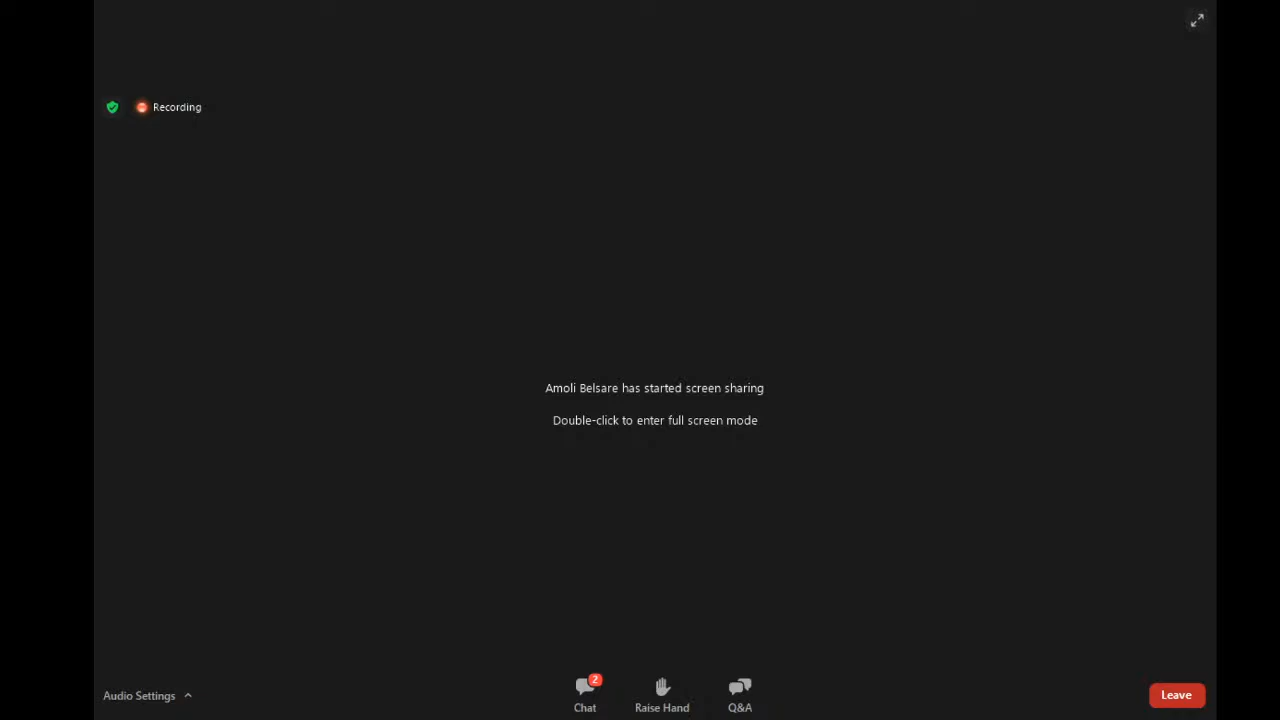 Recording
Amoli Belsare has started screen sharing
Double-click to enter full screen mode
Audio Settings
2
Chat
Raise Hand
Q&A
Leave